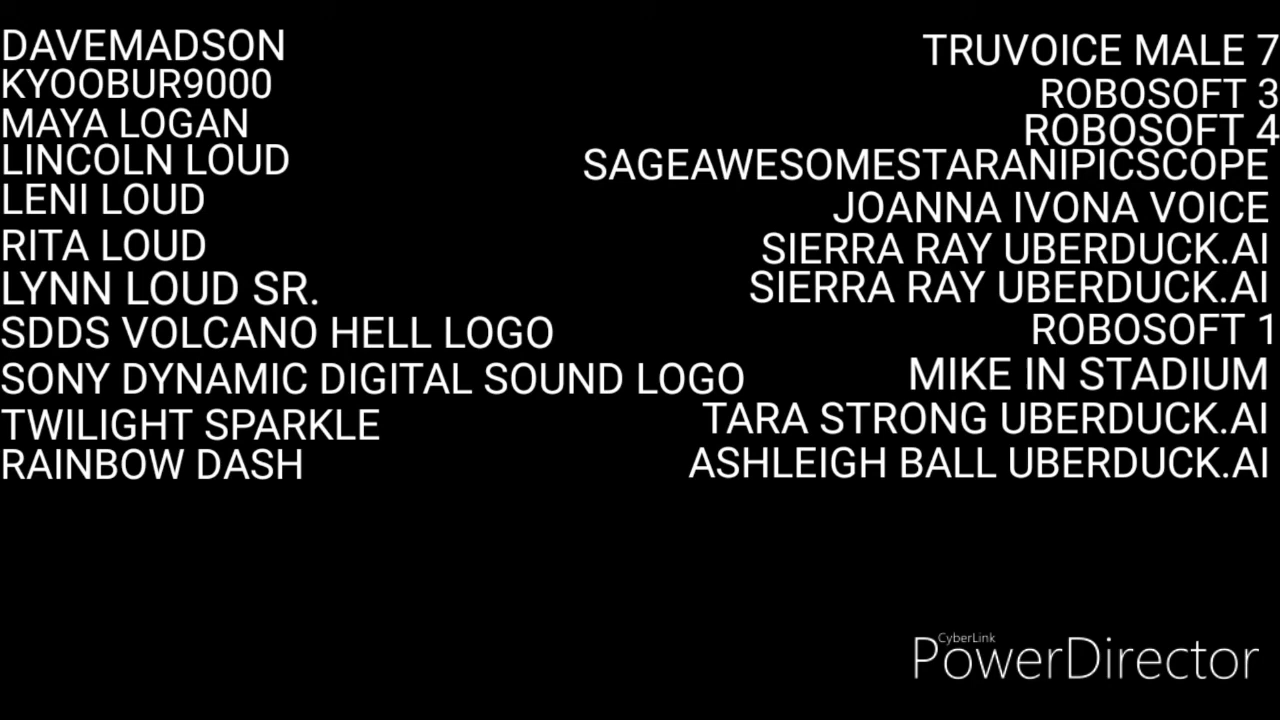 DAVEMADSON TRUVOICE MALE 7
KYOOBUR9000 ROBOSOFT 3
MAYA LOGAN ROBOSOFT 4
LINCOLN LOUD SAGEAWESOMESTARANIPICSCOPE
LENI LOUD JOANNA IVONA VOICE
RITA LOUD SIERRA RAY UBERDUCK.AI
LYNN LOUD SR. SIERRA RAY UBERDUCK.AI
SDDS VOLCANO HELL LOGO ROBOSOFT 1
SONY DYNAMIC DIGITAL SOUND LOGO MIKE IN STADIUM
TWILIGHT SPARKLE TARA STRONG UBERDUCK.AI
RAINBOW DASH ASHLEIGH BALL UBERDUCK.AI
CyberLink
PowerDirector